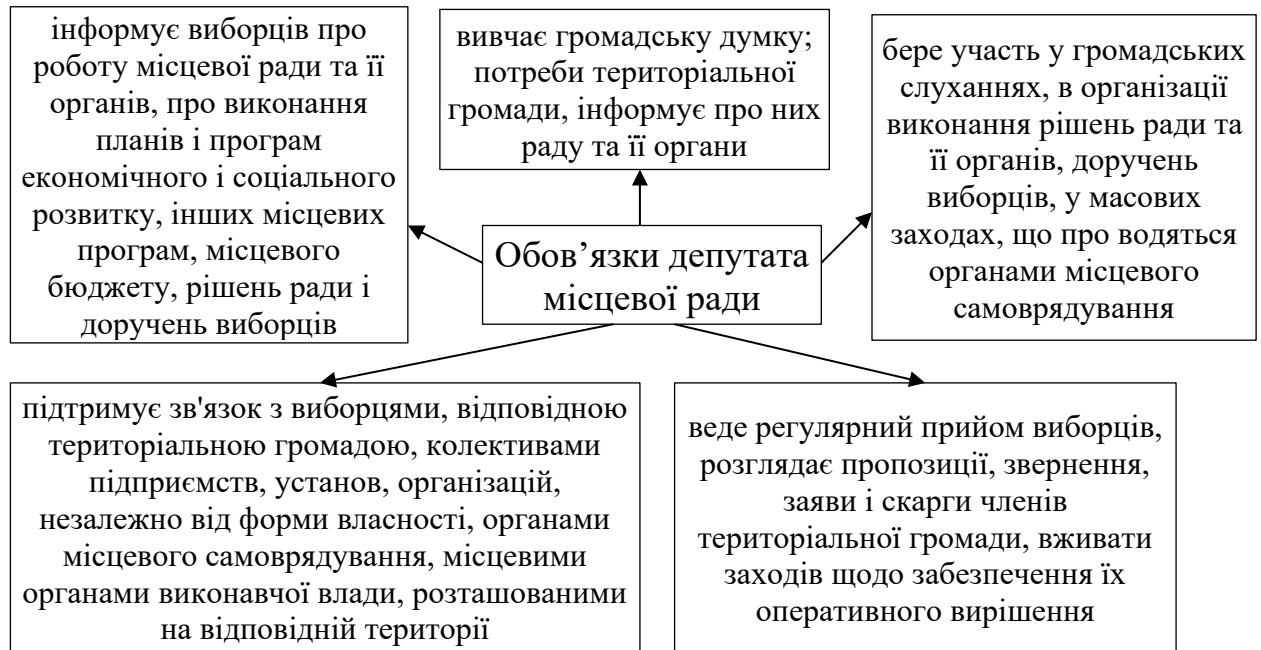 інформує виборців про
роботу місцевої ради та її
органів, про виконання
планів і програм
економічного і соціального
розвитку, інших місцевих
програм, місцевого
бюджету, рішень ради і
доручень виборців
вивчає громадську думку;
потреби територіальної
громади, інформує про них
раду та її органи
бере участь у громадських
слуханнях, в організації
виконання рішень ради та
її органів, доручень
виборців, у масових
заходах, що про водяться
органами місцевого
самоврядування
Обов’язки депутата
місцевої ради
підтримує зв'язок з виборцями, відповідною
територіальною громадою, колективами
підприємств, установ, організацій,
незалежно від форми власності, органами
місцевого самоврядування, місцевими
органами виконавчої влади, розташованими
на відповідній території
веде регулярний прийом виборців,
розглядає пропозиції, звернення,
заяви і скарги членів
територіальної громади, вживати
заходів щодо забезпечення їх
оперативного вирішення